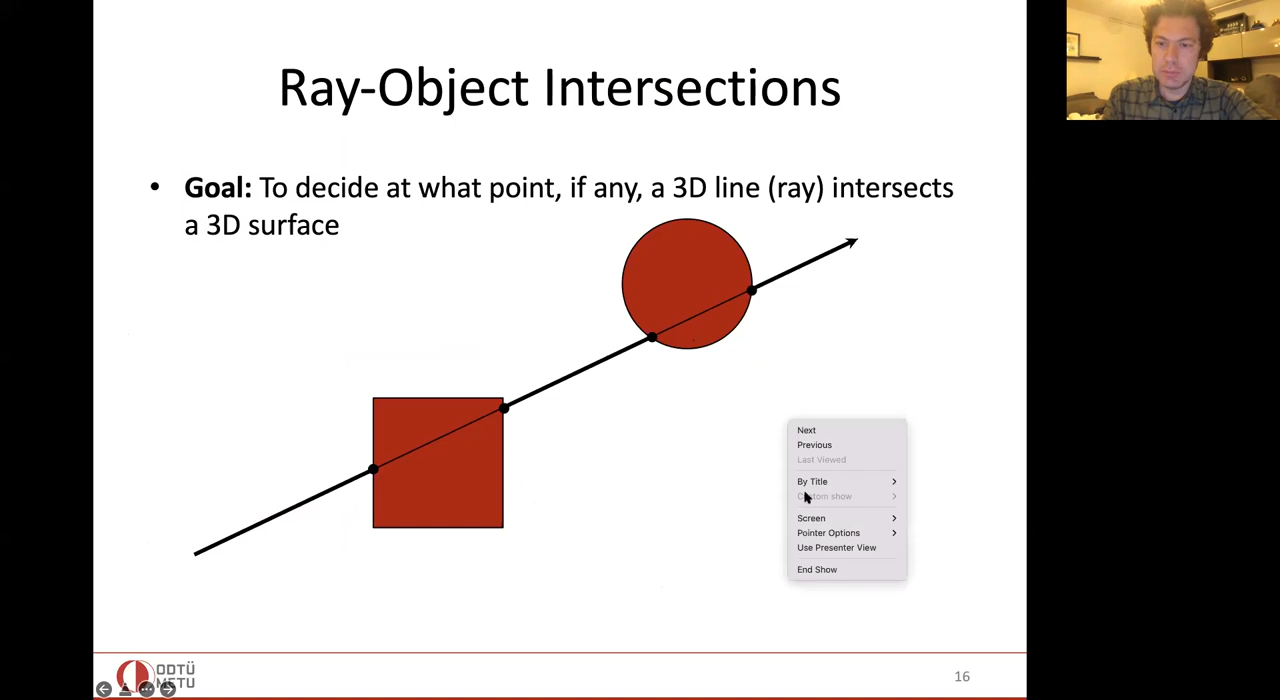 Ray-Object Intersections
• Goal: To decide at what point, if any, a 3D line (ray) intersects
a 3D surface
Next
Previous
Last Viewed
By Title
Screen
Pointer Options
Use Presenter View
End Show
ODTÜ
METU
16